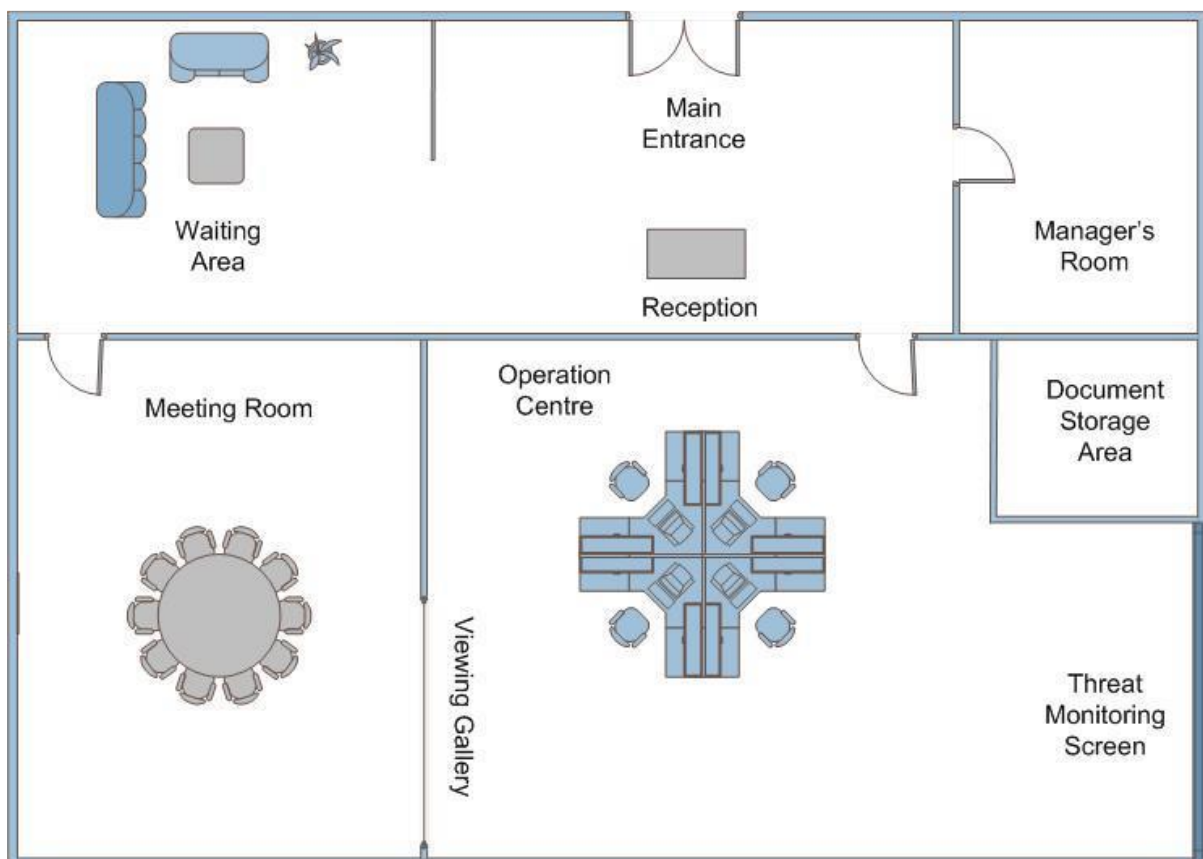 Main
Entrance
Waiting
Area
Manager's
Room
Reception
Meeting Room
Operation
Centre
Document
Storage
Area
Viewing Gallery
Threat
Monitoring
Screen